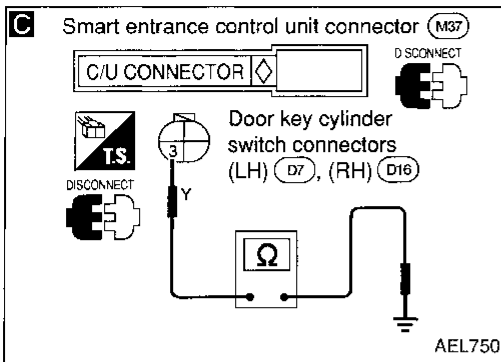 C
Smart entrance control unit connector M37
DISCONNECT
C/U CONNECTOR
Door key cylinder
switch connectors
(LH) D7, (RH) D16
T.S.
3
DISCONNECT
Y
Ω
AEL750